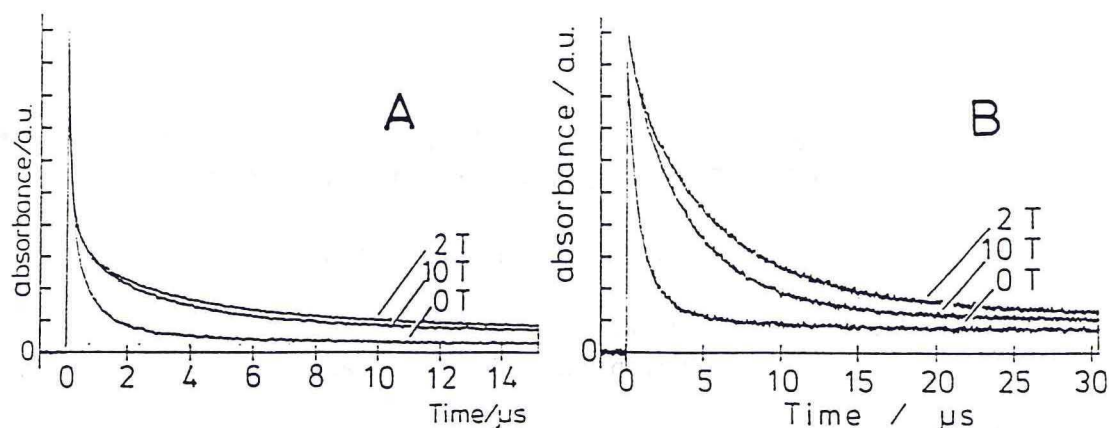 absorbance/a.u.
A
2 T
10 T
0 T
0
0 2 4 6 8 10 12 14
Time/µs
absorbance / a.u.
B
2 T
10 T
0 T
0
0 5 10 15 20 25 30
Time / µs